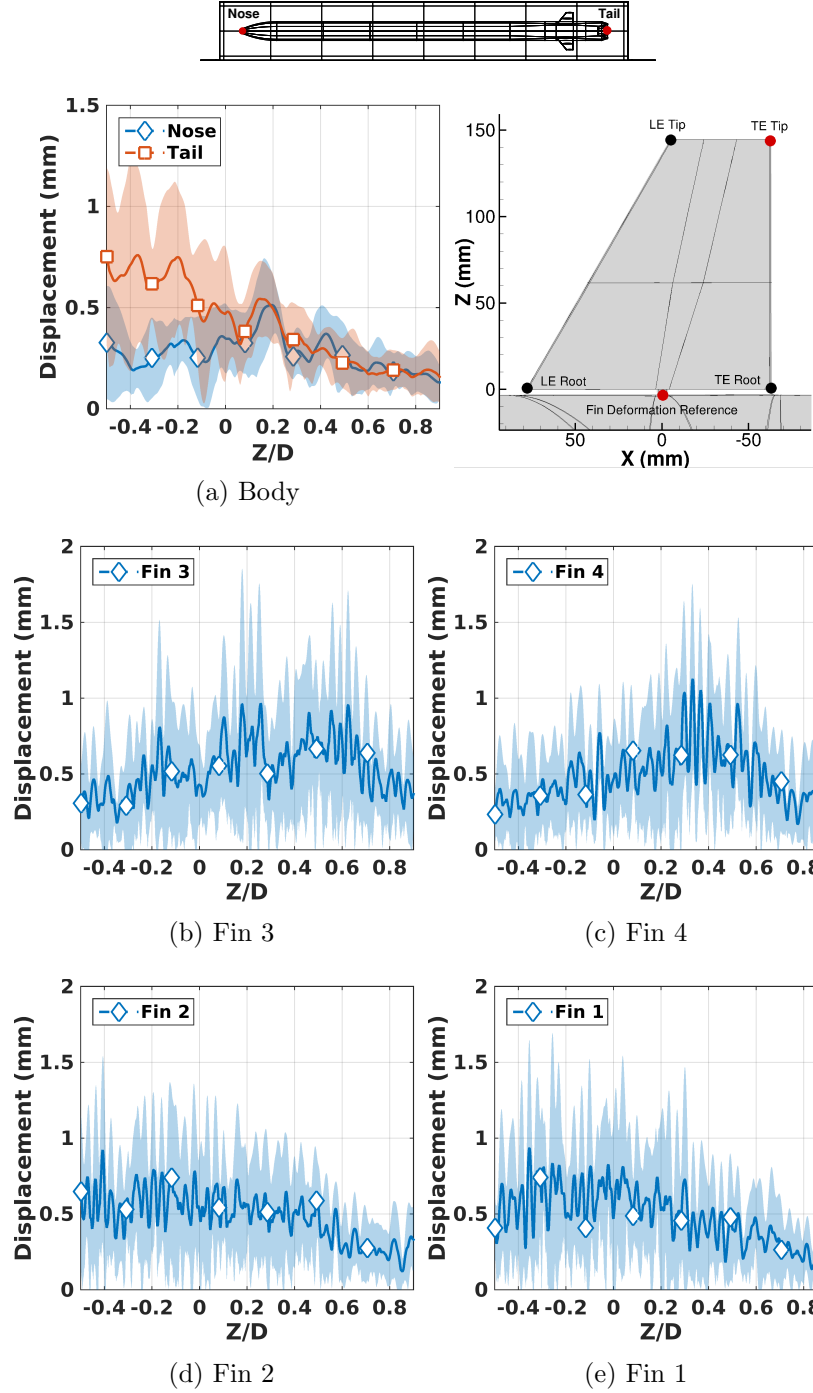 Nose Tail
1.5
1
0.5
0
Displacement (mm)
Nose
Tail
-0.4 -0.2 0 0.2 0.4 0.6 0.8
Z/D
(a) Body
LE Tip TE Tip
150
100
50
0
Z (mm)
LE Root TE Root
Fin Deformation Reference
50 0 -50
X (mm)
2
1.5
1
0.5
0
Displacement (mm)
Fin 3
-0.4 -0.2 0 0.2 0.4 0.6 0.8
Z/D
(b) Fin 3
2
1.5
1
0.5
0
Displacement (mm)
Fin 4
-0.4 -0.2 0 0.2 0.4 0.6 0.8
Z/D
(c) Fin 4
2
1.5
1
0.5
0
Displacement (mm)
Fin 2
-0.4 -0.2 0 0.2 0.4 0.6 0.8
Z/D
(d) Fin 2
2
1.5
1
0.5
0
Displacement (mm)
Fin 1
-0.4 -0.2 0 0.2 0.4 0.6 0.8
Z/D
(e) Fin 1